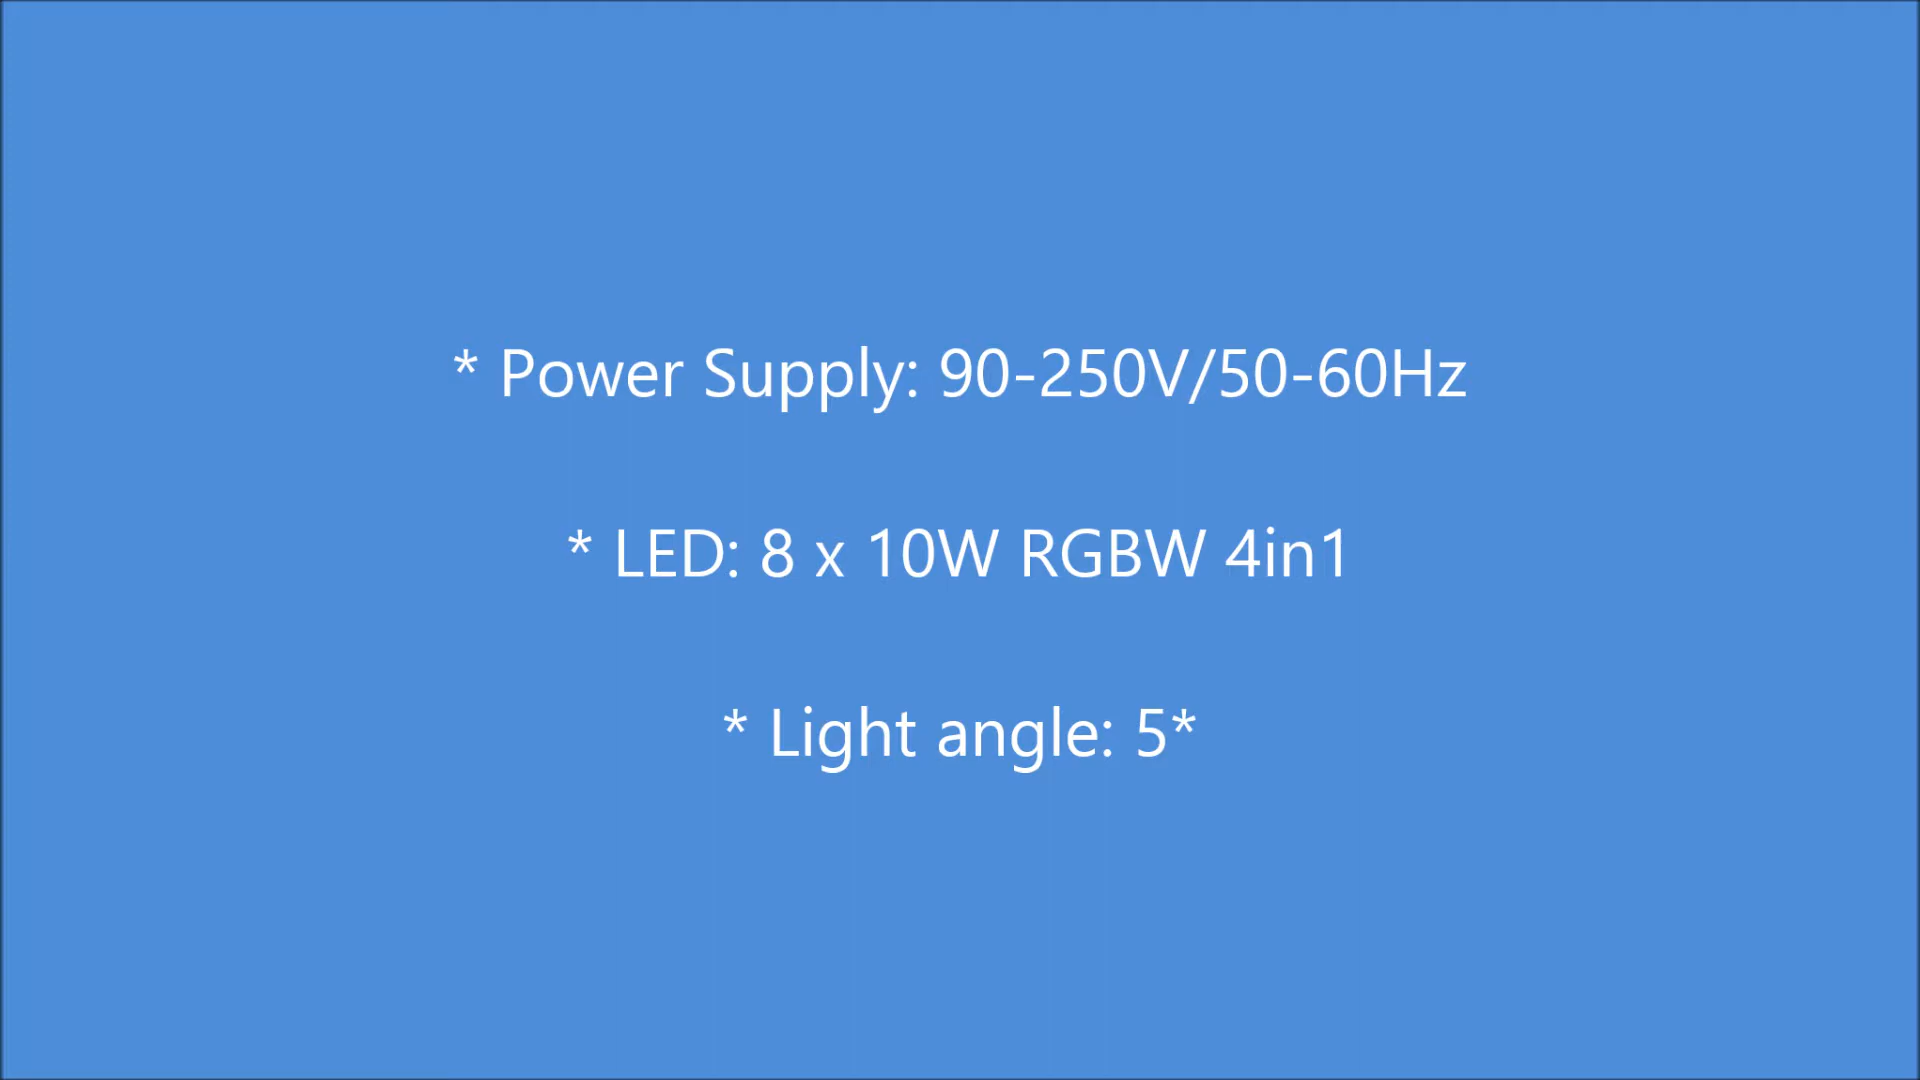 * Power Supply: 90-250V/50-60Hz
* LED: 8 x 10W RGBW 4in1
* Light angle: 5*